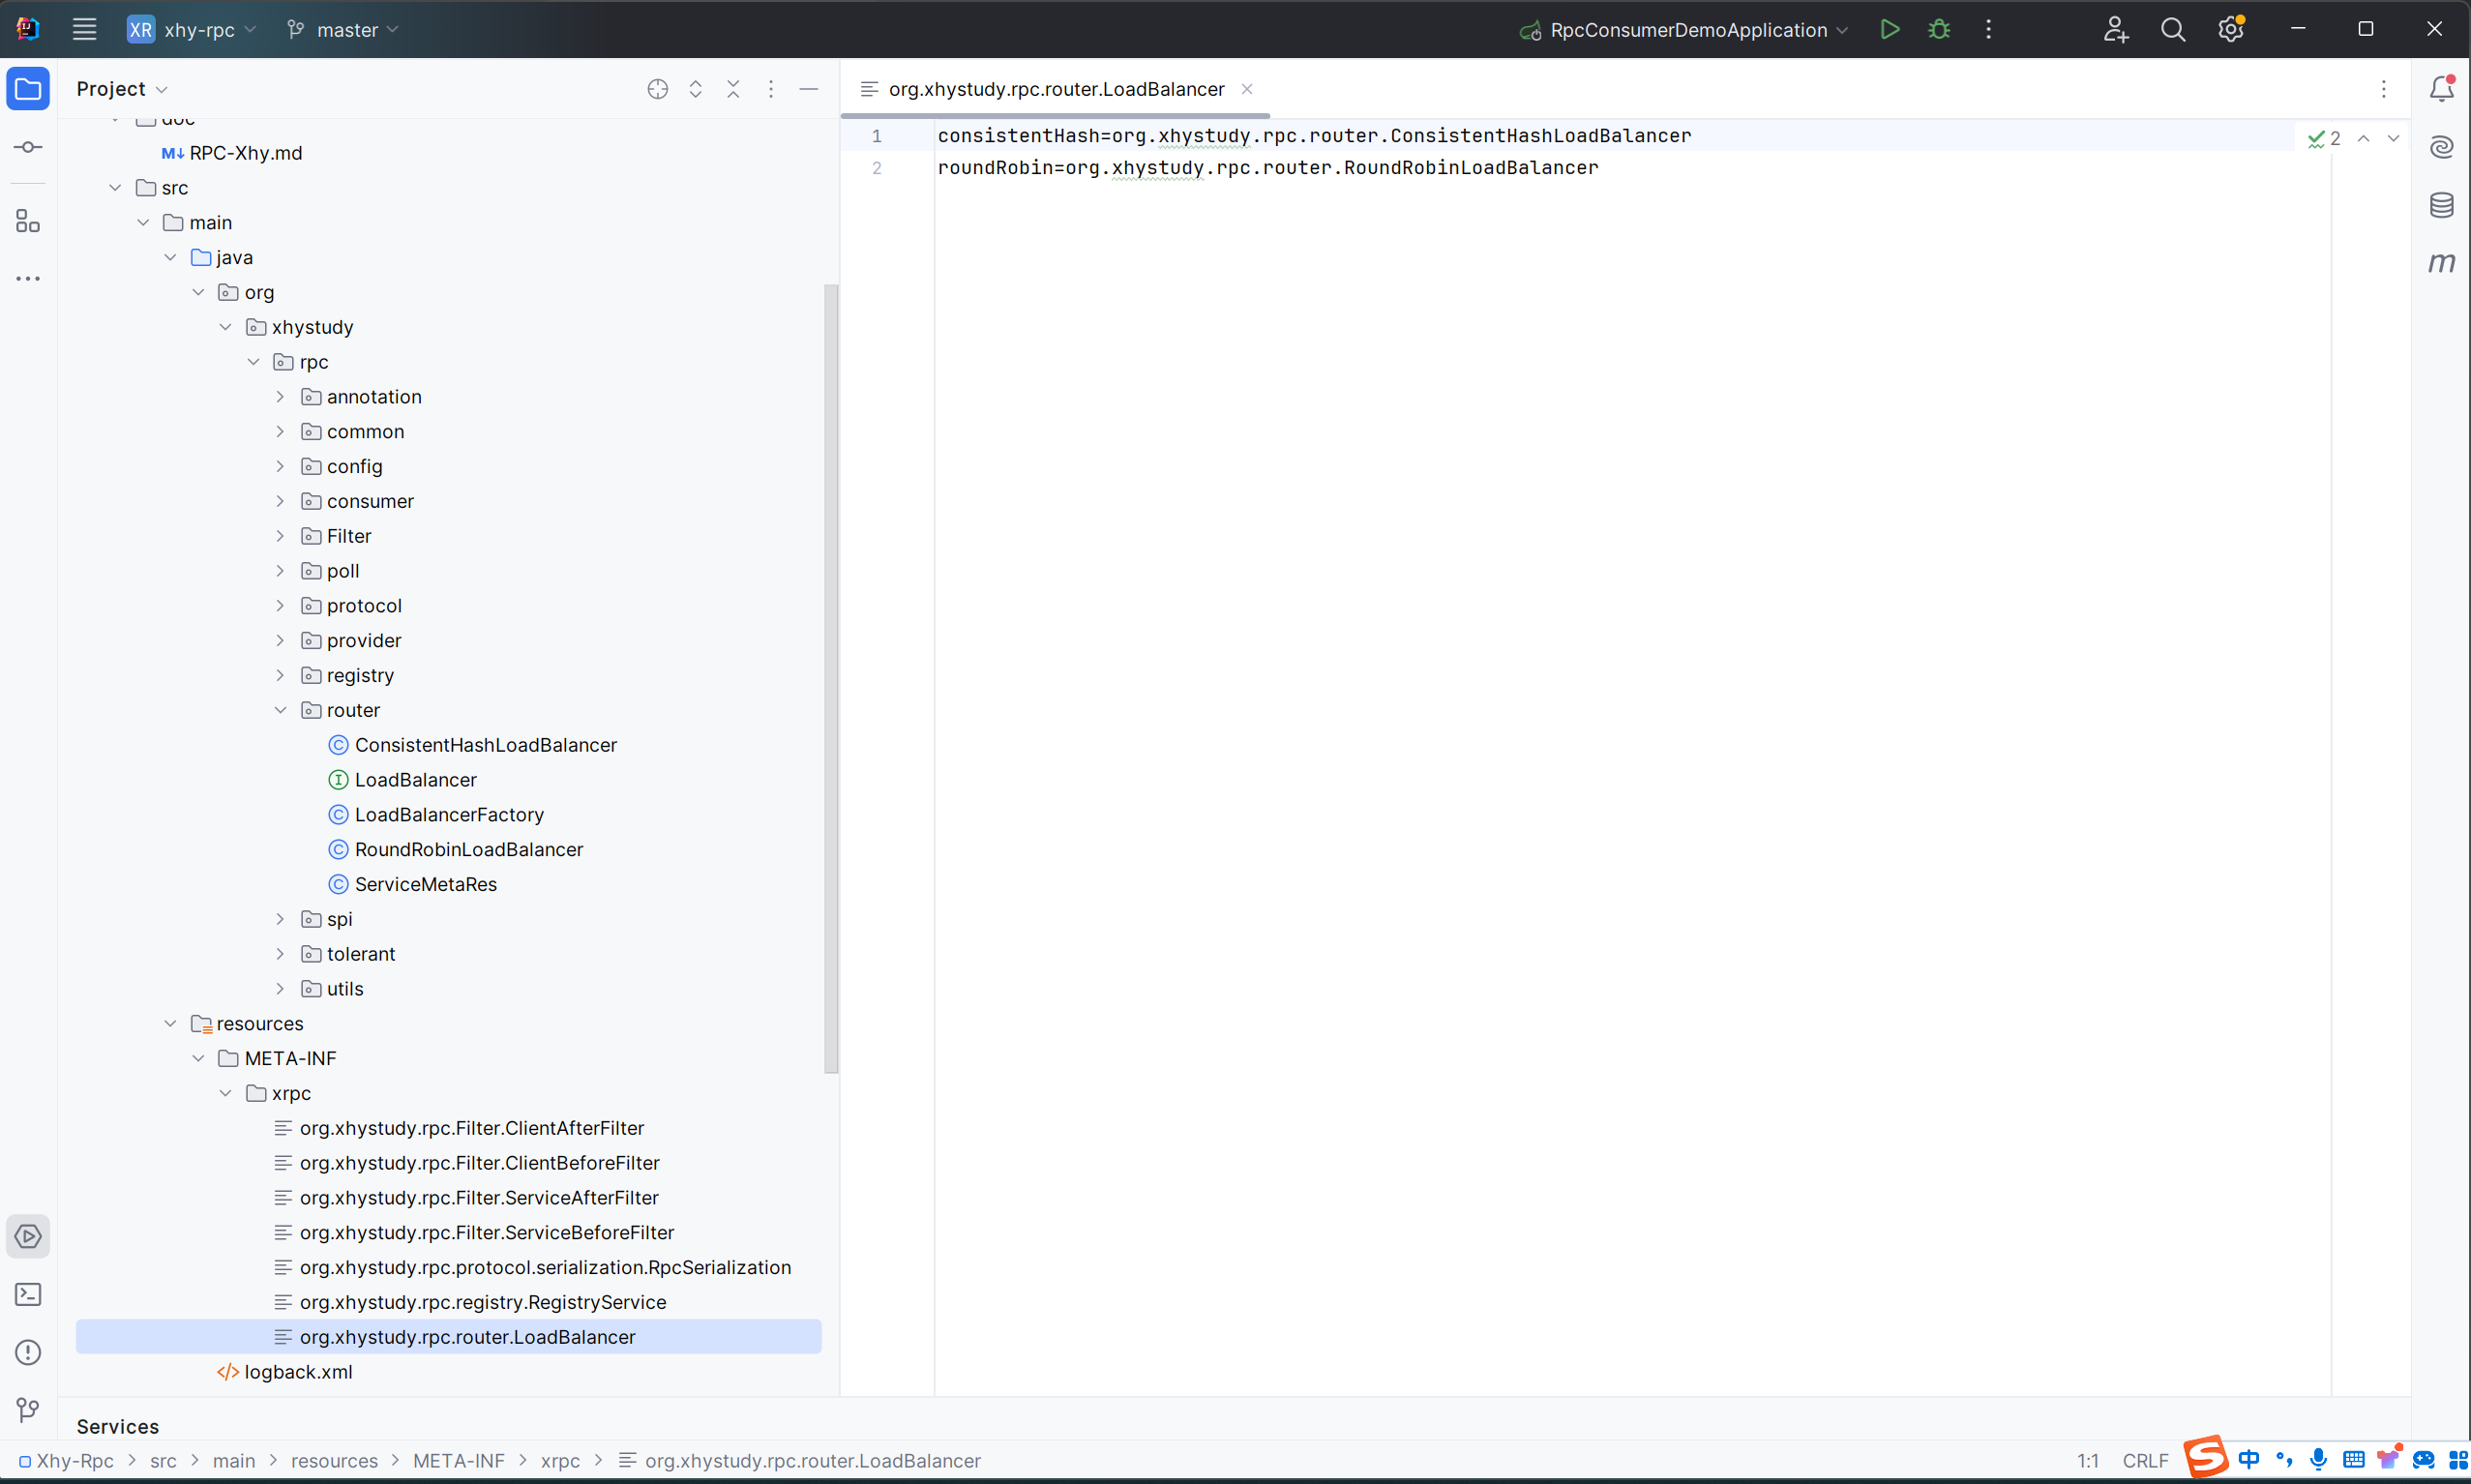 XR xhy-rpc master RpcConsumerDemoApplication
Project
org.xhystudy.rpc.router.LoadBalancer
doc
RPC-Xhy.md
src
main
java
org
xhystudy
rpc
annotation
common
config
consumer
Filter
poll
protocol
provider
registry
router
ConsistentHashLoadBalancer
LoadBalancer
LoadBalancerFactory
RoundRobinLoadBalancer
ServiceMetaRes
spi
tolerant
utils
resources
META-INF
xrpc
org.xhystudy.rpc.Filter.ClientAfterFilter
org.xhystudy.rpc.Filter.ClientBeforeFilter
org.xhystudy.rpc.Filter.ServiceAfterFilter
org.xhystudy.rpc.Filter.ServiceBeforeFilter
org.xhystudy.rpc.protocol.serialization.RpcSerialization
org.xhystudy.rpc.registry.RegistryService
org.xhystudy.rpc.router.LoadBalancer
logback.xml
1 consistentHash=org.xhystudy.rpc.router.ConsistentHashLoadBalancer
2
2 roundRobin=org.xhystudy.rpc.router.RoundRobinLoadBalancer
Services
Xhy-Rpc > src > main > resources > META-INF > xrpc > org.xhystudy.rpc.router.LoadBalancer
1:1 CRLF
中